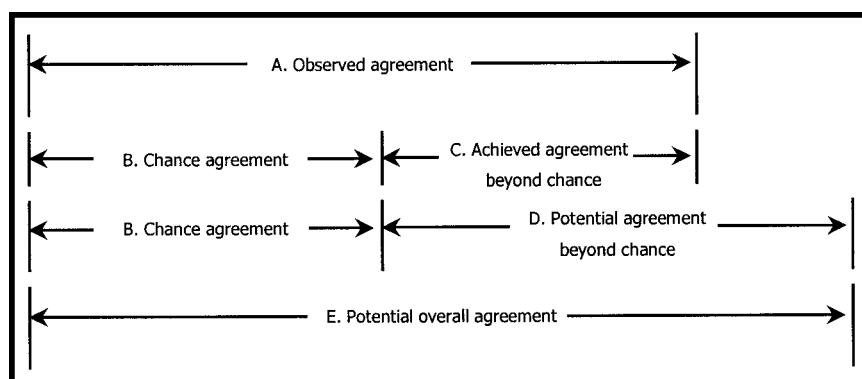 A. Observed agreement
B. Chance agreement
C. Achieved agreement
beyond chance
B. Chance agreement
D. Potential agreement
beyond chance
E. Potential overall agreement